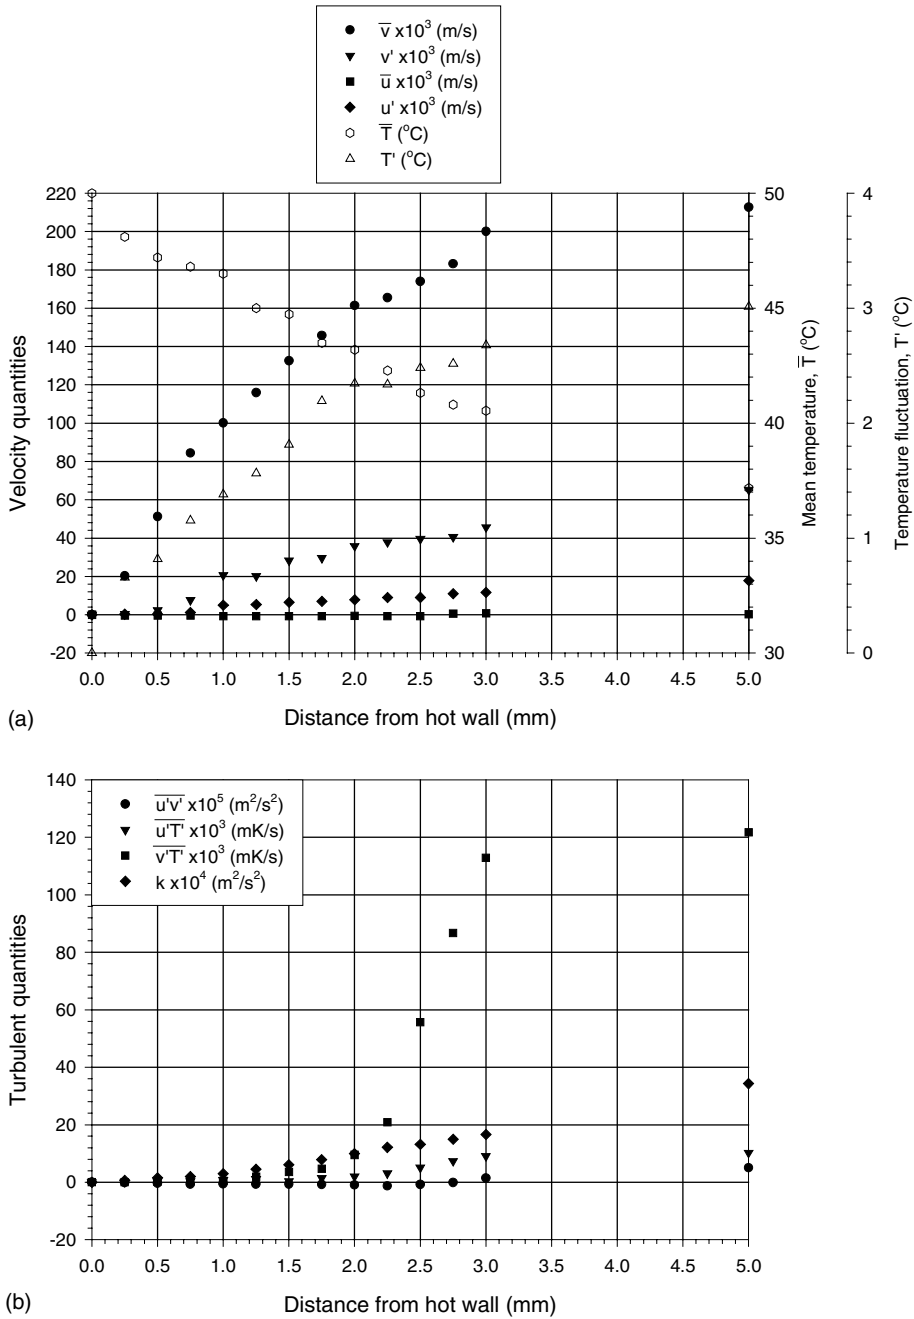 v̅ x10³ (m/s)
v' x10³ (m/s)
u̅ x10³ (m/s)
u' x10³ (m/s)
T̅ (°C)
T' (°C)
220
200
180
160
140
120
100
80
60
40
20
0
-20
Velocity quantities
50
45
40
35
30
Mean temperature, T̅ (°C)
4
3
2
1
0
Temperature fluctuation, T' (°C)
0.0 0.5 1.0 1.5 2.0 2.5 3.0 3.5 4.0 4.5 5.0
(a) Distance from hot wall (mm)
u'v' x10⁵ (m²/s²)
u'T' x10³ (mK/s)
v'T' x10³ (mK/s)
k x10⁴ (m²/s²)
140
120
100
80
60
40
20
0
-20
Turbulent quantities
0.0 0.5 1.0 1.5 2.0 2.5 3.0 3.5 4.0 4.5 5.0
(b) Distance from hot wall (mm)